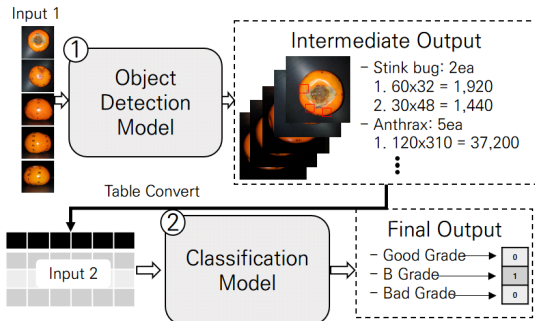 Input 1
1
Object
Detection
Model
Intermediate Output
- Stink bug: 2ea
1. 60x32 = 1,920
2. 30x48 = 1,440
- Anthrax: 5ea
1. 120x310 = 37,200
Table Convert
Input 2
2
Classification
Model
Final Output
- Good Grade 0
- B Grade 1
- Bad Grade 0